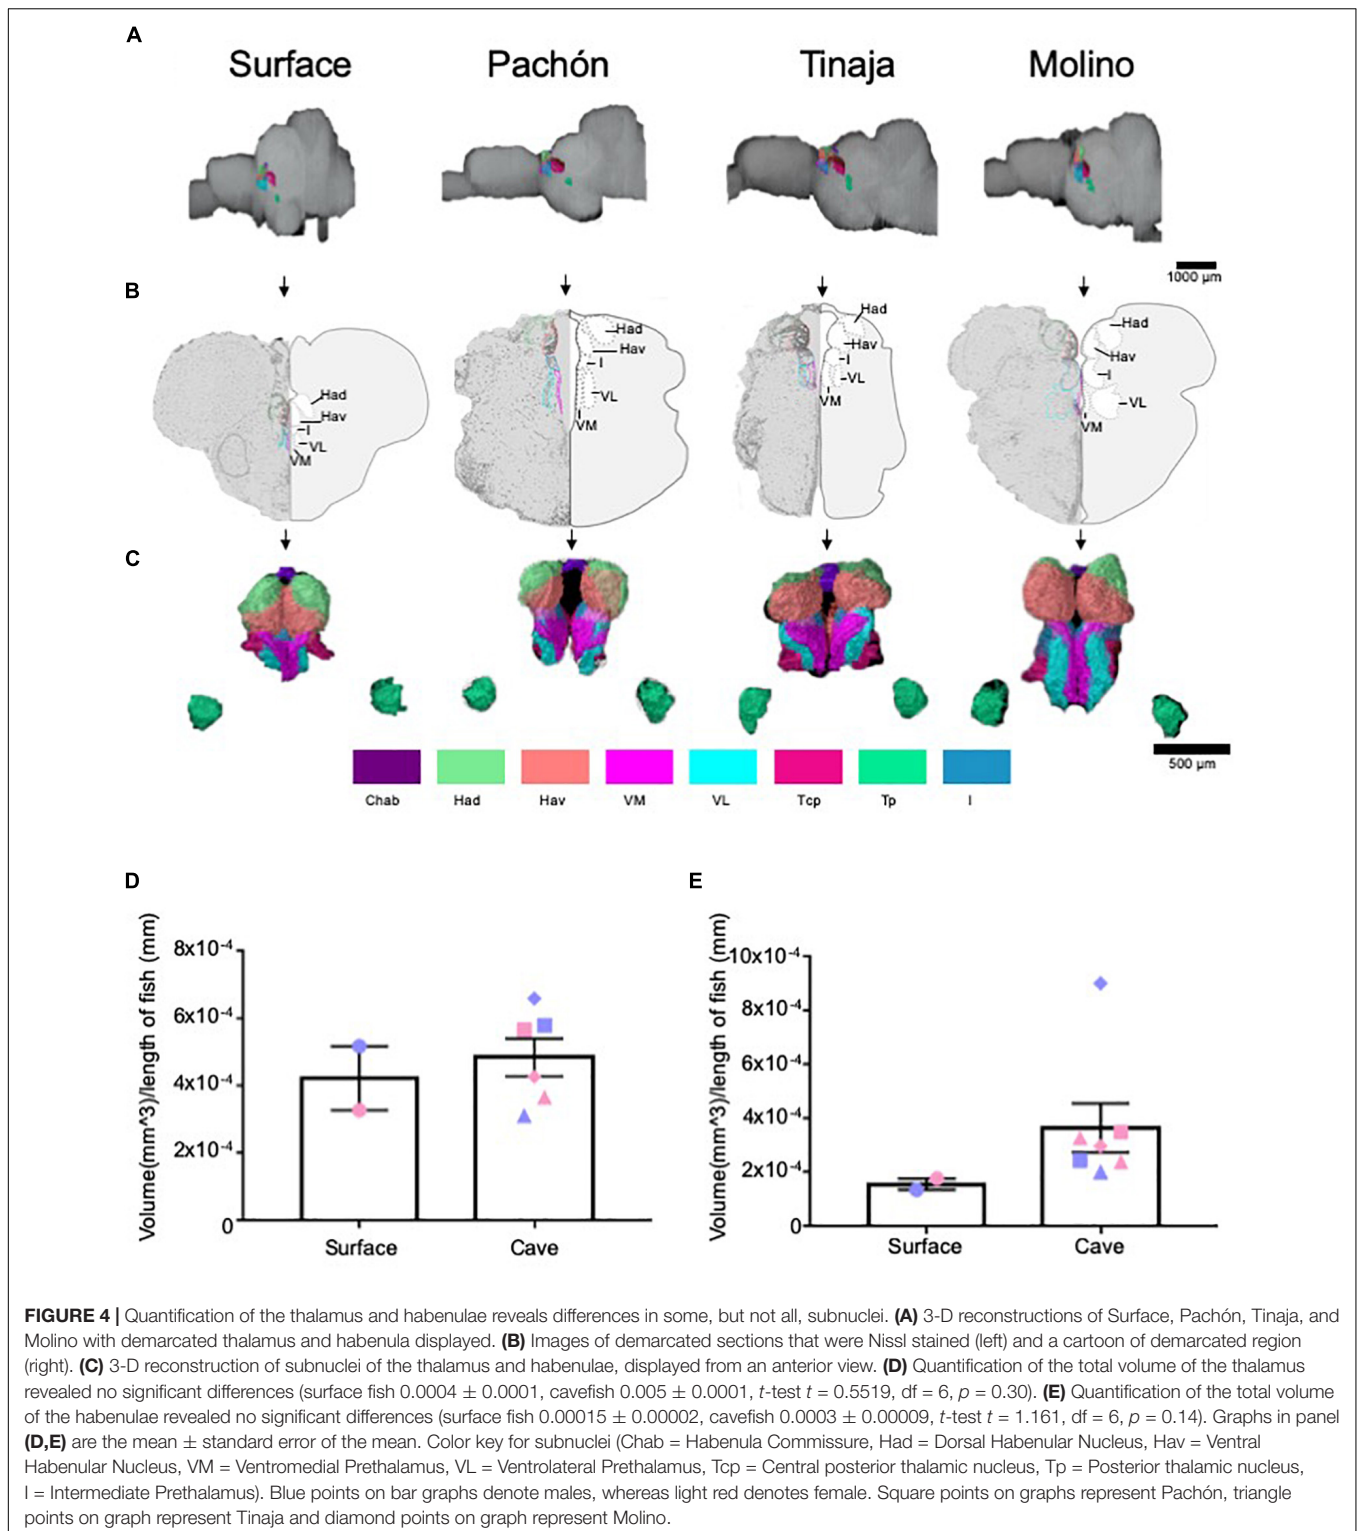 A
Surface Pachón Tinaja Molino
1000 µm
B
Had
Hav
I
VL
VM
Had
Hav
I
VL
VM
Had
Hav
I
VL
VM
Had
Hav
I
VL
VM
C
500 µm
Chab Had Hav VM VL Tcp Tp I
D
Volume(mm^3)/length of fish (mm)
8x10-4
6x10-4
4x10-4
2x10-4
0
Surface Cave
E
Volume(mm^3)/length of fish (mm)
10x10-4
8x10-4
6x10-4
4x10-4
2x10-4
0
Surface Cave
FIGURE 4 | Quantification of the thalamus and habenulae reveals differences in some, but not all, subnuclei. (A) 3-D reconstructions of Surface, Pachón, Tinaja, and
Molino with demarcated thalamus and habenula displayed. (B) Images of demarcated sections that were Nissl stained (left) and a cartoon of demarcated region
(right). (C) 3-D reconstruction of subnuclei of the thalamus and habenulae, displayed from an anterior view. (D) Quantification of the total volume of the thalamus
revealed no significant differences (surface fish 0.0004 ± 0.0001, cavefish 0.005 ± 0.0001, t-test t = 0.5519, df = 6, p = 0.30). (E) Quantification of the total volume
of the habenulae revealed no significant differences (surface fish 0.00015 ± 0.00002, cavefish 0.0003 ± 0.00009, t-test t = 1.161, df = 6, p = 0.14). Graphs in panel
(D,E) are the mean ± standard error of the mean. Color key for subnuclei (Chab = Habenula Commissure, Had = Dorsal Habenular Nucleus, Hav = Ventral
Habenular Nucleus, VM = Ventromedial Prethalamus, VL = Ventrolateral Prethalamus, Tcp = Central posterior thalamic nucleus, Tp = Posterior thalamic nucleus,
I = Intermediate Prethalamus). Blue points on bar graphs denote males, whereas light red denotes female. Square points on graphs represent Pachón, triangle
points on graph represent Tinaja and diamond points on graph represent Molino.